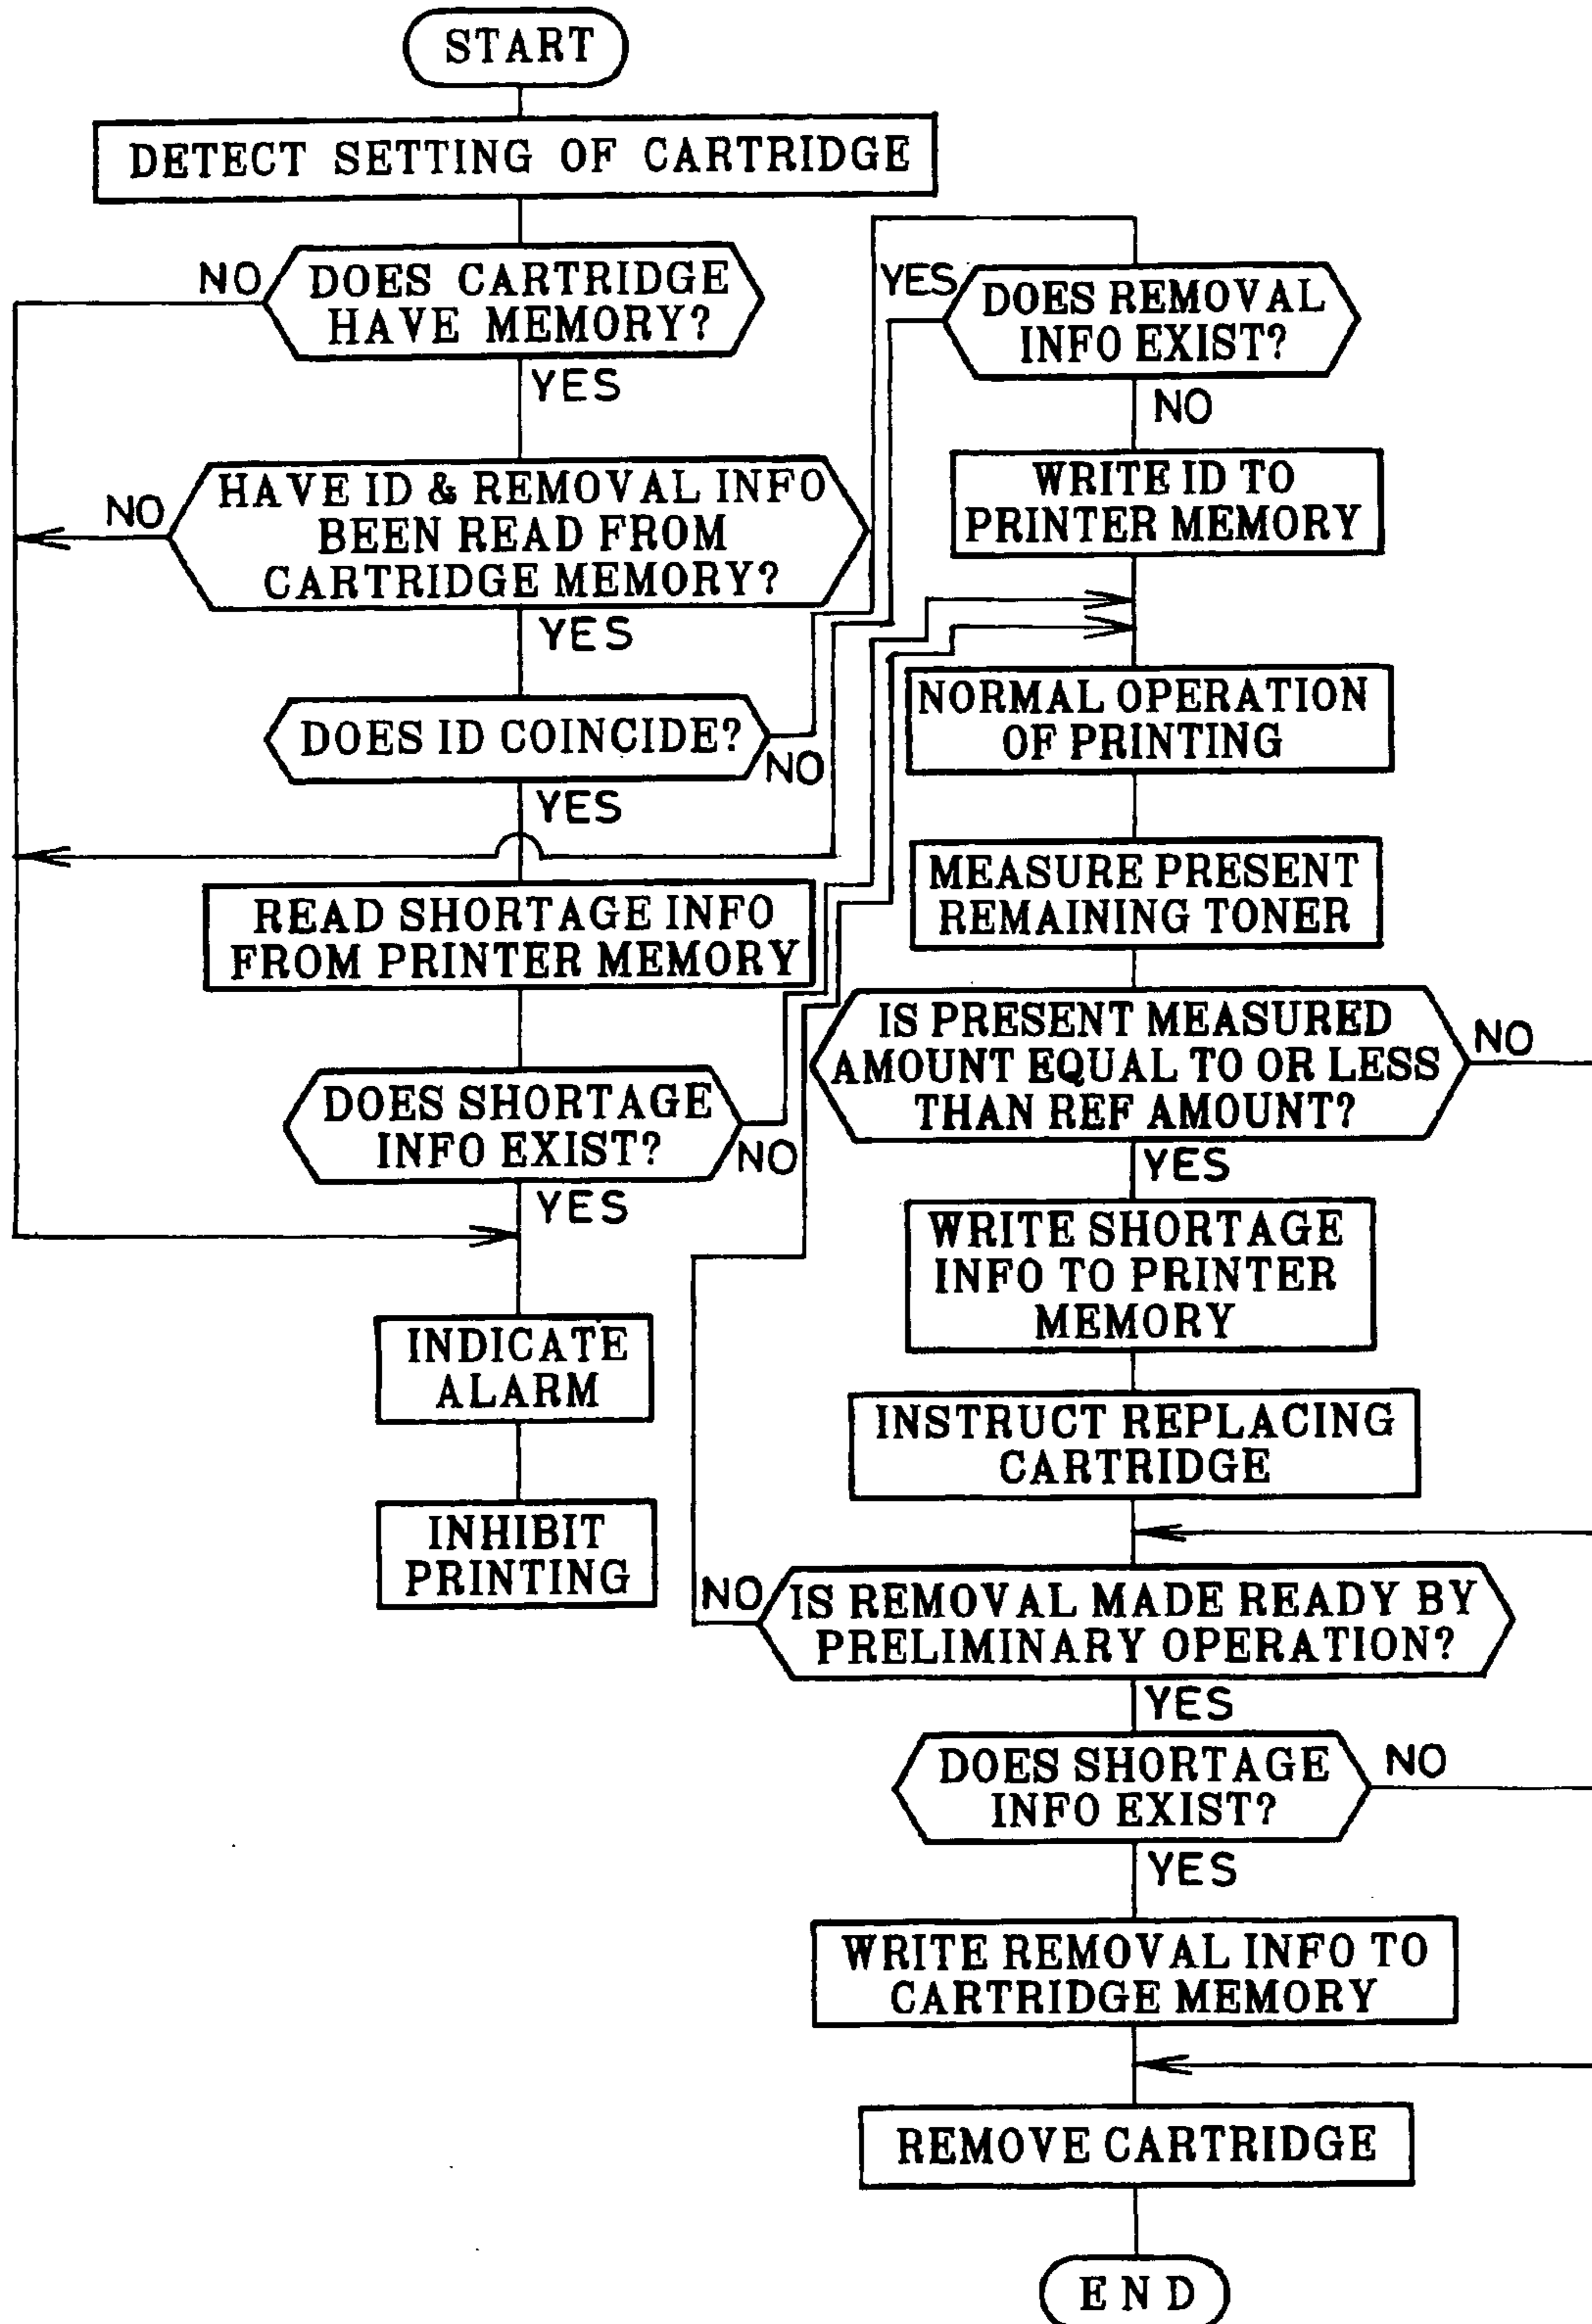 START
DETECT SETTING OF CARTRIDGE
NO
DOES CARTRIDGE
HAVE MEMORY?
YES
HAVE ID & REMOVAL INFO
BEEN READ FROM
CARTRIDGE MEMORY?
NO
YES
DOES ID COINCIDE?
NO
YES
READ SHORTAGE INFO
FROM PRINTER MEMORY
DOES SHORTAGE
INFO EXIST?
NO
YES
INDICATE
ALARM
INHIBIT
PRINTING
YES
DOES REMOVAL
INFO EXIST?
NO
WRITE ID TO
PRINTER MEMORY
NORMAL OPERATION
OF PRINTING
MEASURE PRESENT
REMAINING TONER
IS PRESENT MEASURED
AMOUNT EQUAL TO OR LESS
THAN REF AMOUNT?
NO
YES
WRITE SHORTAGE
INFO TO PRINTER
MEMORY
INSTRUCT REPLACING
CARTRIDGE
NO
IS REMOVAL MADE READY BY
PRELIMINARY OPERATION?
YES
DOES SHORTAGE
INFO EXIST?
NO
YES
WRITE REMOVAL INFO TO
CARTRIDGE MEMORY
REMOVE CARTRIDGE
END